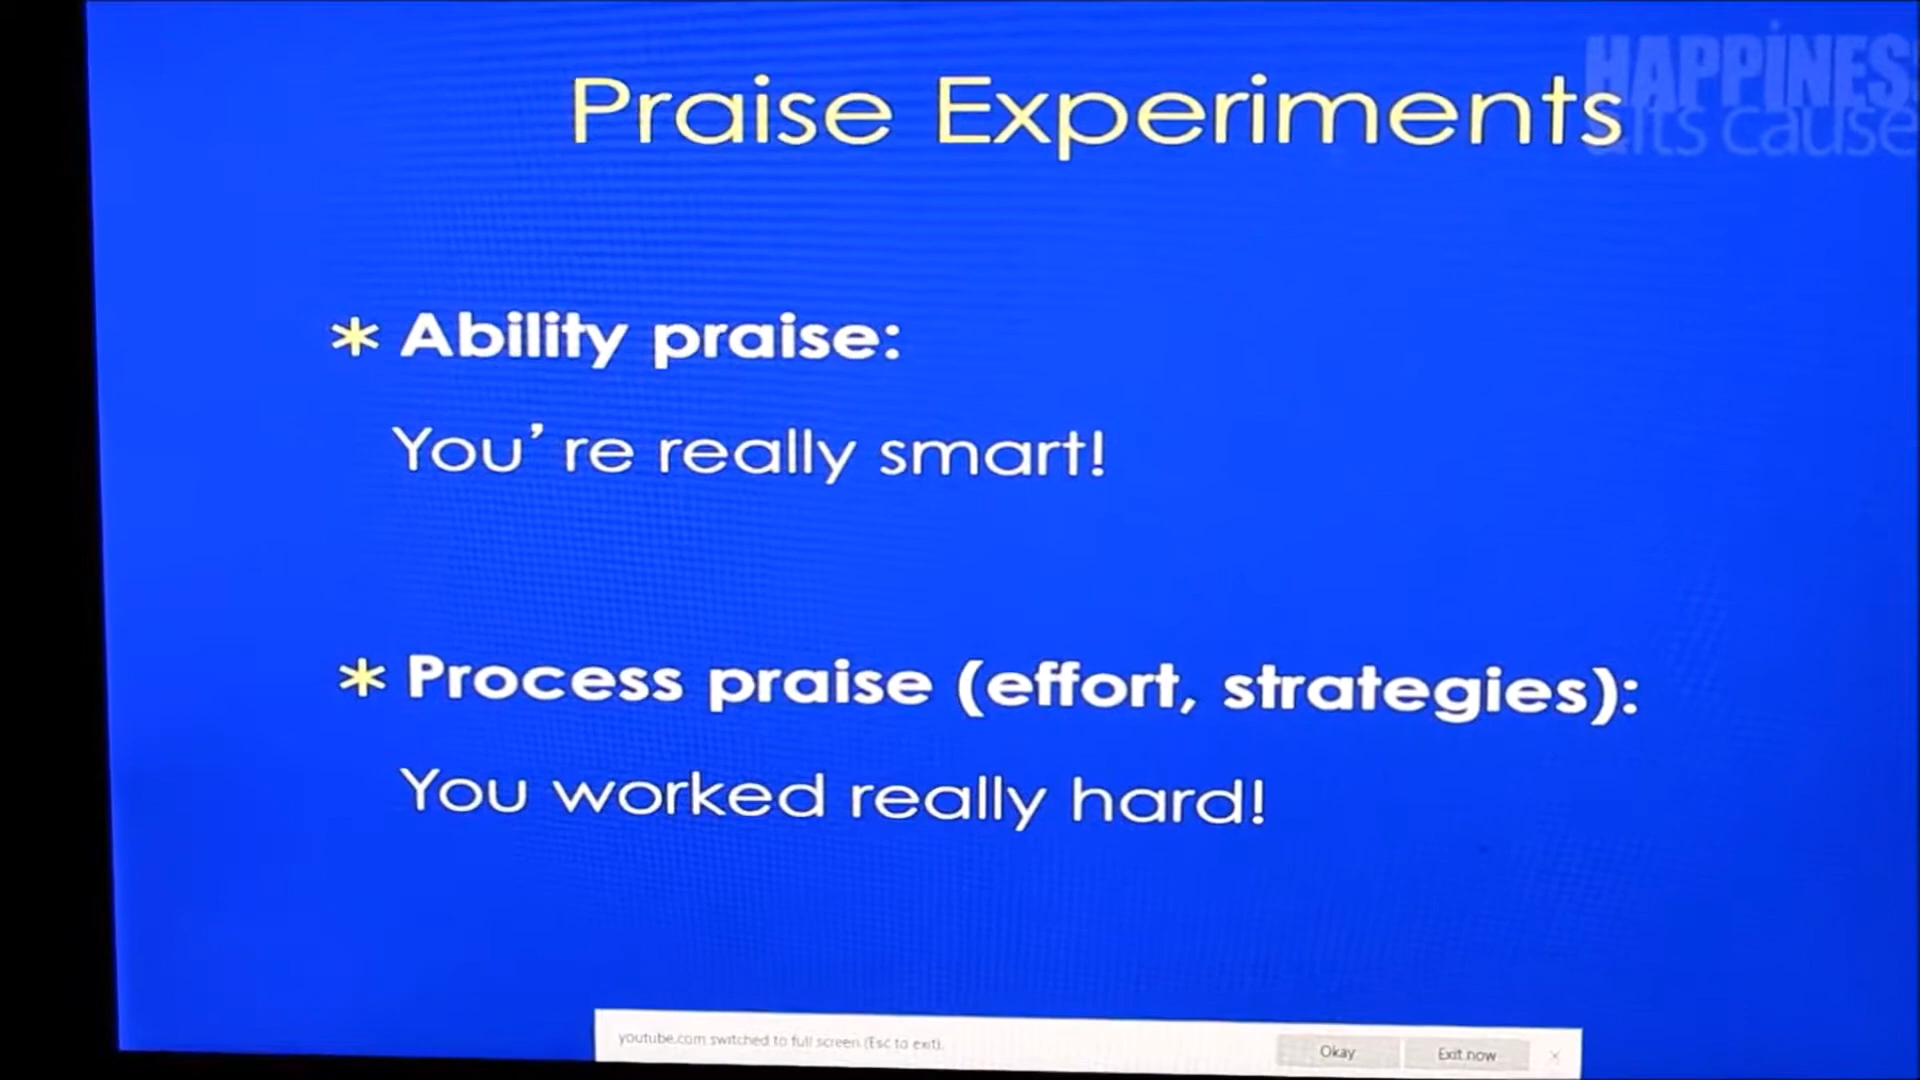 HAPPINESS
& its cause
Praise Experiments
* Ability praise:
You're really smart!
* Process praise (effort, strategies):
You worked really hard!
youtube.com switched to full screen (Esc to exit).
Okay
Exit now
×